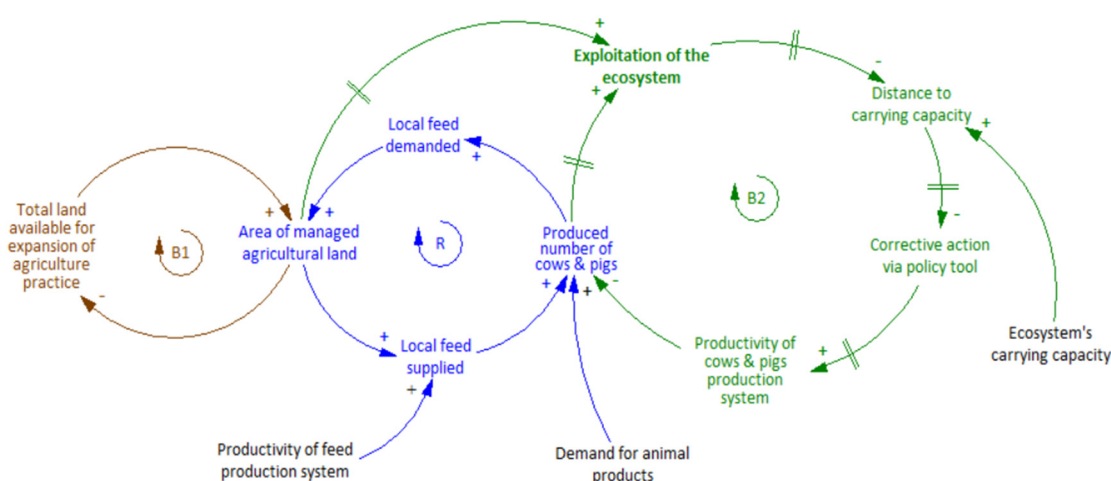 Exploitation of the
ecosystem
Distance to
carrying capacity
Local feed
demanded
Total land
available for
expansion of
agriculture
practice
B1
Area of managed
agricultural land
R
Produced
number of
cows & pigs
B2
Corrective action
via policy tool
Local feed
supplied
Productivity of
cows & pigs
production
system
Ecosystem's
carrying capacity
Productivity of feed
production system
Demand for animal
products
+
+
-
+
+
+
+
-
+
-
+
+
-
+
+
+